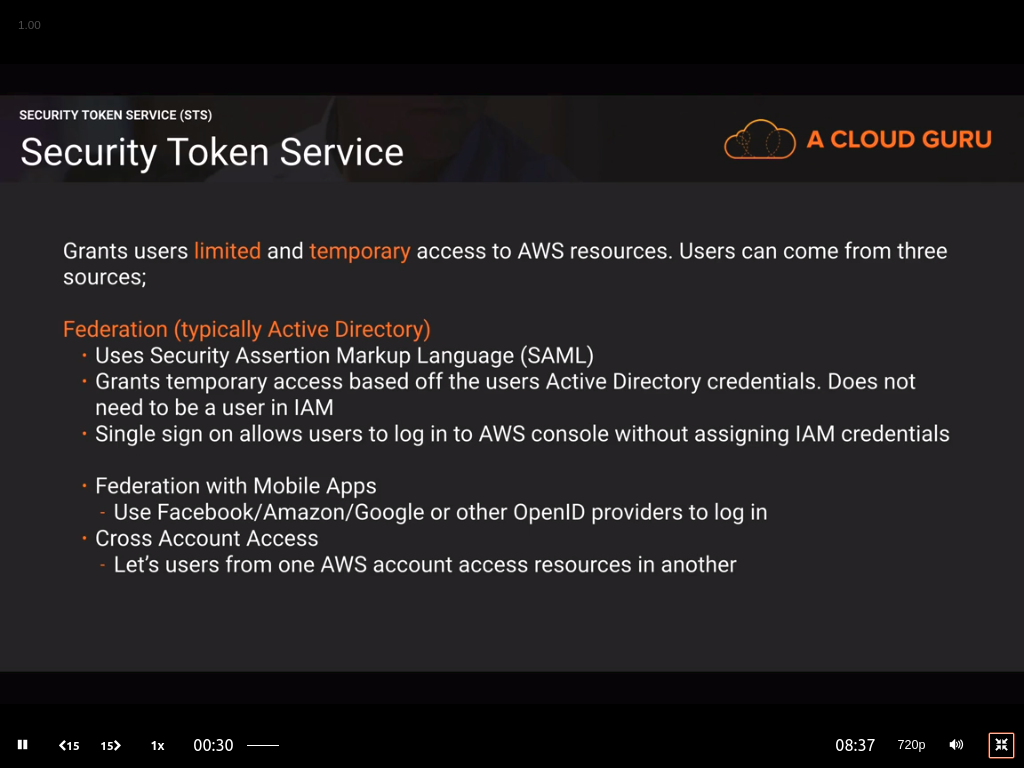 1.00
SECURITY TOKEN SERVICE (STS)
Security Token Service
A CLOUD GURU
Grants users limited and temporary access to AWS resources. Users can come from three
sources;
Federation (typically Active Directory)
· Uses Security Assertion Markup Language (SAML)
· Grants temporary access based off the users Active Directory credentials. Does not
need to be a user in IAM
· Single sign on allows users to log in to AWS console without assigning IAM credentials
· Federation with Mobile Apps
- Use Facebook/Amazon/Google or other OpenID providers to log in
· Cross Account Access
- Let’s users from one AWS account access resources in another
15 15 1x 00:30 08:37 720p